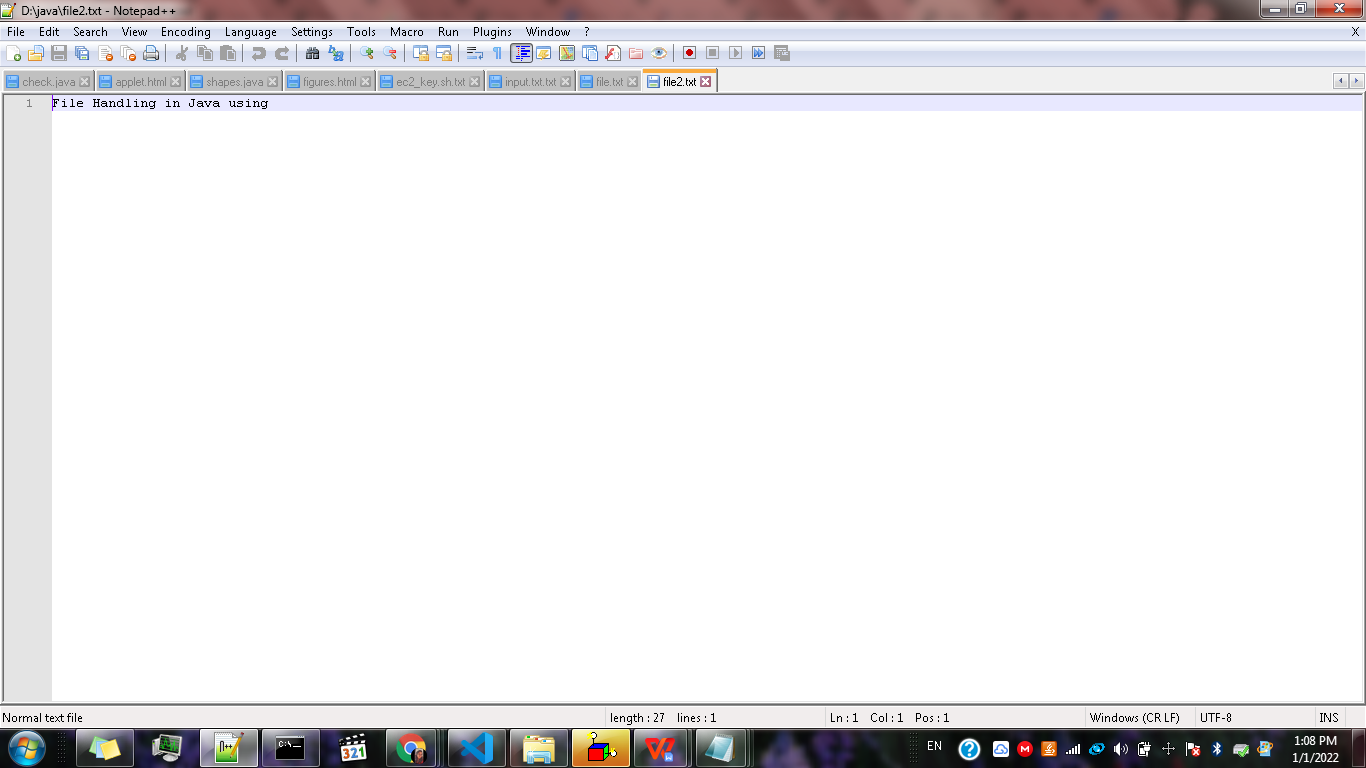 D:\java\file2.txt - Notepad++
File Edit Search View Encoding Language Settings Tools Macro Run Plugins Window ? X
check.java applet.html shapes.java figures.html ec2_key.sh.txt input.txt.txt file.txt file2.txt
1 File Handling in Java using
Normal text file length : 27 lines : 1 Ln : 1 Col : 1 Pos : 1 Windows (CR LF) UTF-8 INS
C:\_ 321 EN 1:08 PM
1/1/2022